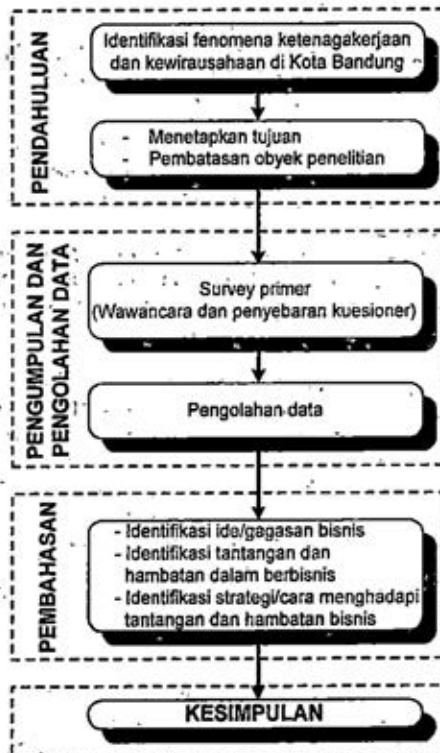 PENDAHULUAN
Identifikasi fenomena ketenagakerjaan
dan kewirausahaan di Kota Bandung
- Menetapkan tujuan
- Pembatasan obyek penelitian
PENGUMPULAN DAN
PENGOLAHAN DATA
Survey primer
(Wawancara dan penyebaran kuesioner)
Pengolahan data
PEMBAHASAN
- Identifikasi ide/gagasan bisnis
- Identifikasi tantangan dan
hambatan dalam berbisnis
- Identifikasi strategi/cara menghadapi
tantangan dan hambatan bisnis
KESIMPULAN